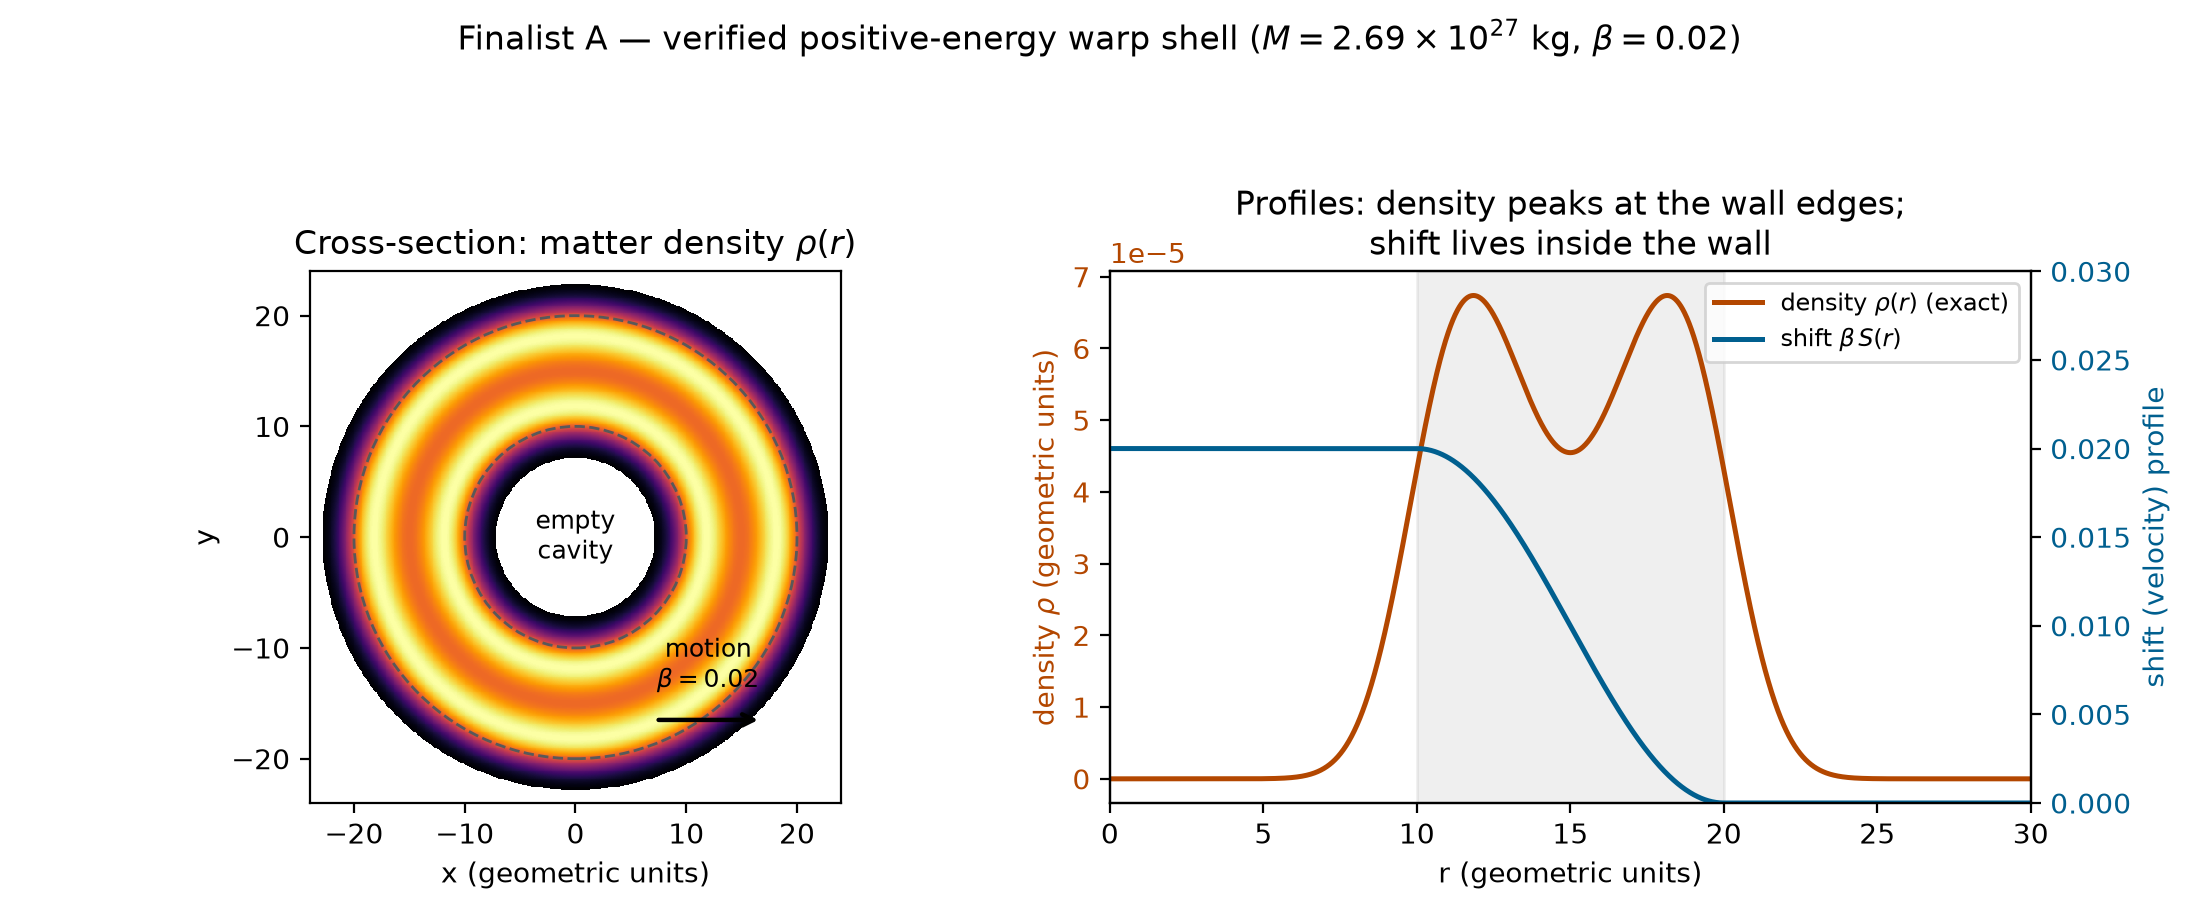 Finalist A — verified positive-energy warp shell (M = 2.69 × 10²⁷ kg, β = 0.02)
Cross-section: matter density ρ(r)
20
10
0
−10
−20
y
empty
cavity
motion
β = 0.02
−20 −10 0 10 20
x (geometric units)
Profiles: density peaks at the wall edges;
shift lives inside the wall
1e−5
7
6
5
4
3
2
1
0
density ρ (geometric units)
density ρ(r) (exact)
shift β S(r)
0.030
0.025
0.020
0.015
0.010
0.005
0.000
shift (velocity) profile
0 5 10 15 20 25 30
r (geometric units)